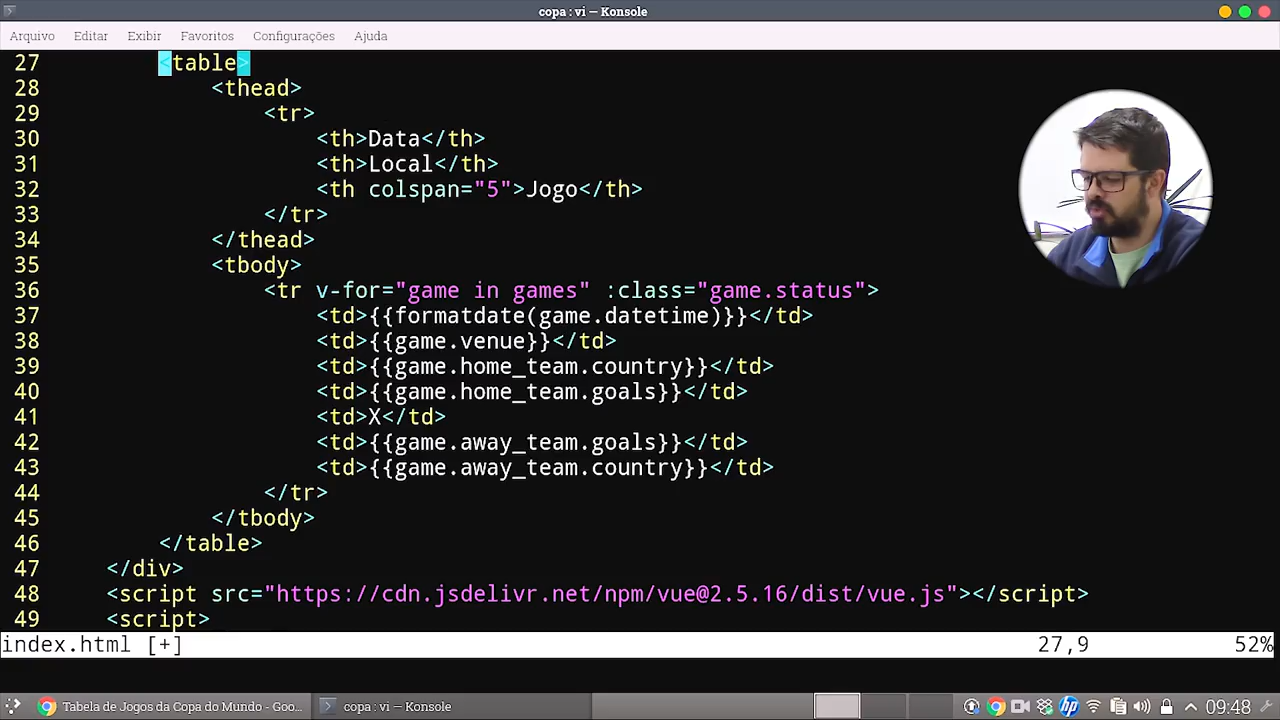 copa : vi — Konsole
Arquivo Editar Exibir Favoritos Configurações Ajuda
27 <table>
28 <thead>
29 <tr>
30 <th>Data</th>
31 <th>Local</th>
32 <th colspan="5">Jogo</th>
33 </tr>
34 </thead>
35 <tbody>
36 <tr v-for="game in games" :class="game.status">
37 <td>{{formatdate(game.datetime)}}</td>
38 <td>{{game.venue}}</td>
39 <td>{{game.home_team.country}}</td>
40 <td>{{game.home_team.goals}}</td>
41 <td>X</td>
42 <td>{{game.away_team.goals}}</td>
43 <td>{{game.away_team.country}}</td>
44 </tr>
45 </tbody>
46 </table>
47 </div>
48 <script src="https://cdn.jsdelivr.net/npm/vue@2.5.16/dist/vue.js"></script>
49 <script>
index.html [+] 27,9 52%
Tabela de Jogos da Copa do Mundo - Goo... copa : vi — Konsole hp 09:48